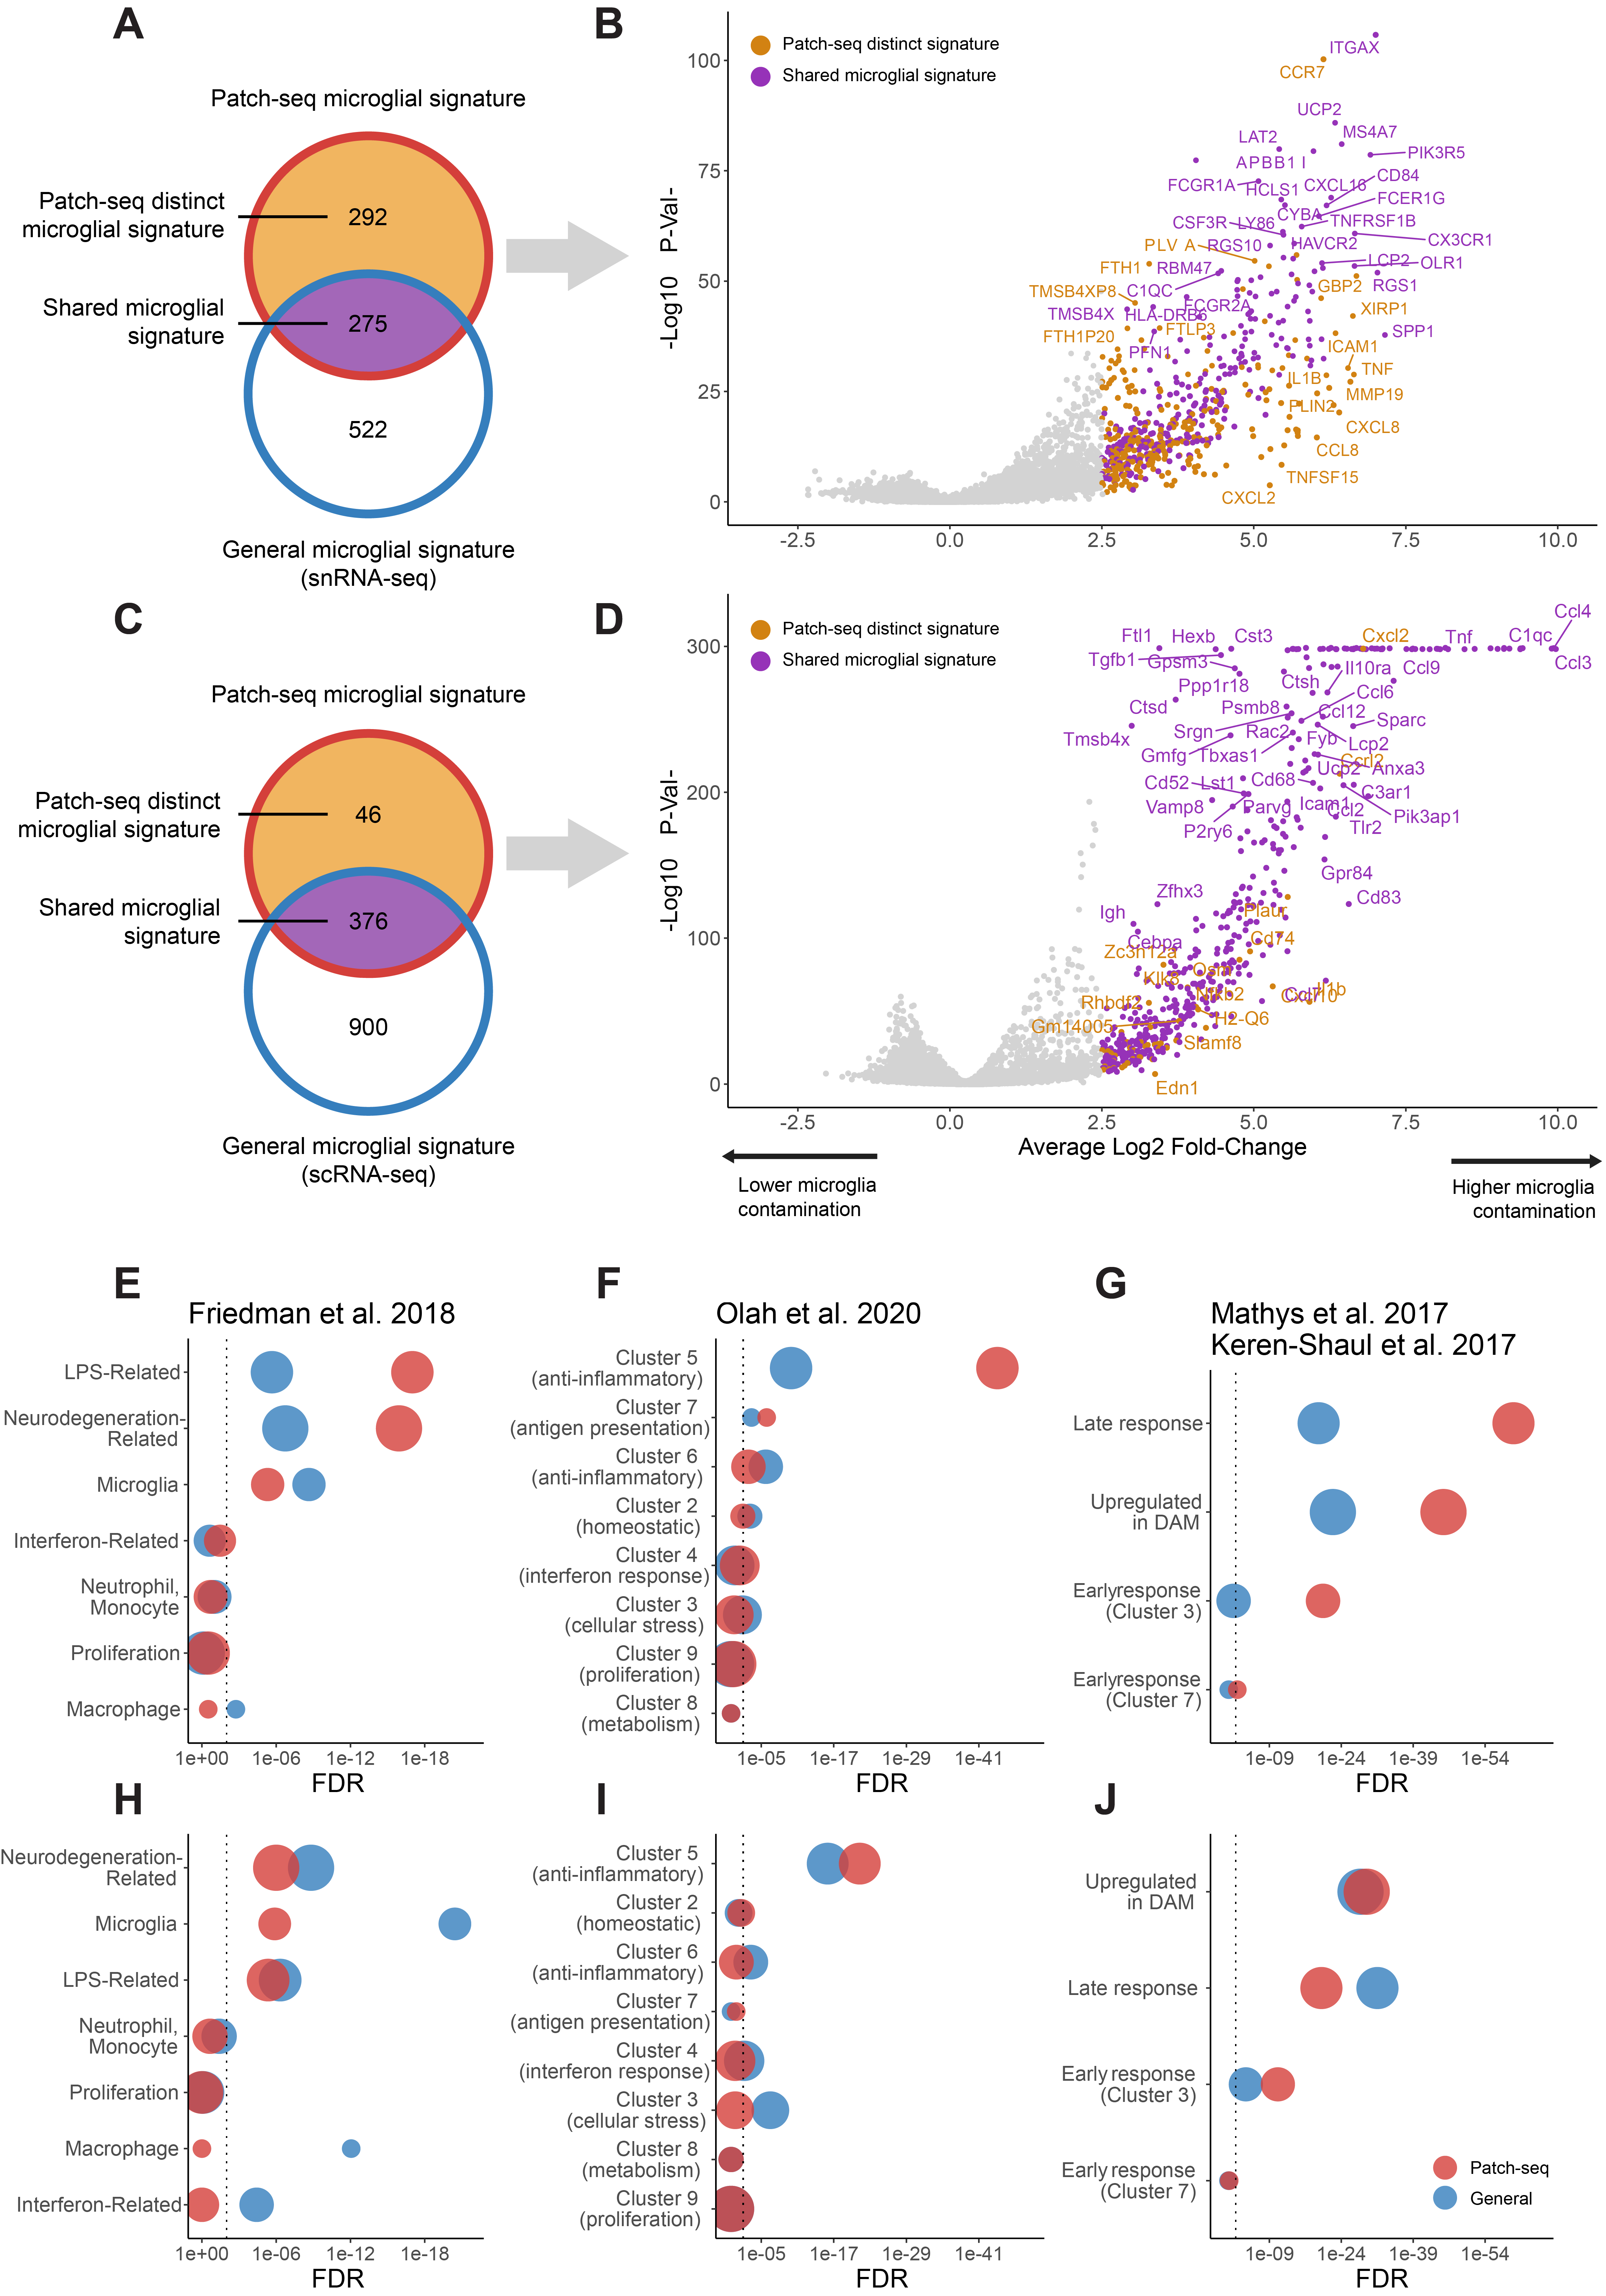 A
Patch-seq microglial signature
Patch-seq distinct
microglial signature
292
Shared microglial
signature
275
522
General microglial signature
(snRNA-seq)
B
Patch-seq distinct signature
Shared microglial signature
-Log10 P-Val-
100
75
50
25
0
-2.5
0.0
2.5
5.0
7.5
10.0
ITGAX
CCR7
UCP2
MS4A7
LAT2
APBB1 I
PIK3R5
CD84
FCGR1A
HCLS1
CXCL16
FCER1G
CYBA
TNFRSF1B
CSF3R
LY86
PLV A
RGS10
HAVCR2
CX3CR1
LCP2
OLR1
FTH1
RBM47
RGS1
TMSB4XP8
C1QC
GBP2
FCGR2A
TMSB4X
HLA-DRB6
XIRP1
FTH1P20
FTLP3
SPP1
PFN1
ICAM1
TNF
IL1B
MMP19
PLIN2
CXCL8
CCL8
TNFSF15
CXCL2
C
Patch-seq microglial signature
Patch-seq distinct
microglial signature
46
Shared microglial
signature
376
900
General microglial signature
(scRNA-seq)
D
Patch-seq distinct signature
Shared microglial signature
-Log10 P-Val-
300
200
100
0
-2.5
0.0
2.5
5.0
7.5
10.0
Average Log2 Fold-Change
Lower microglia
contamination
Higher microglia
contamination
Ccl4
Ftl1
Hexb
Cst3
Cxcl2
Tnf
C1qc
Tgfb1
Gpsm3
Il10ra
Ccl9
Ccl3
Ppp1r18
Ctsh
Ccl6
Ctsd
Psmb8
Ccl12
Sparc
Tmsb4x
Srgn
Rac2
Fyb
Lcp2
Gmfg
Tbxas1
Ccrl2
Ucp2
Anxa3
Cd52
Lst1
Cd68
C3ar1
Vamp8
Parvg
Icam1
Ccl2
Pik3ap1
P2ry6
Tlr2
Gpr84
Zfhx3
Cd83
Igh
Plaur
Cebpa
Cd74
Zc3h12a
Klk8
Osm
Il1b
Ccl7
Cxcl10
Rhbdf2
Nfkb2
Gm14005
H2-Q6
Slamf8
Edn1
E
Friedman et al. 2018
LPS-Related
Neurodegeneration-
Related
Microglia
Interferon-Related
Neutrophil,
Monocyte
Proliferation
Macrophage
1e+00
1e-06
1e-12
1e-18
FDR
F
Olah et al. 2020
Cluster 5
(anti-inflammatory)
Cluster 7
(antigen presentation)
Cluster 6
(anti-inflammatory)
Cluster 2
(homeostatic)
Cluster 4
(interferon response)
Cluster 3
(cellular stress)
Cluster 9
(proliferation)
Cluster 8
(metabolism)
1e-05
1e-17
1e-29
1e-41
FDR
G
Mathys et al. 2017
Keren-Shaul et al. 2017
Late response
Upregulated
in DAM
Earlyresponse
(Cluster 3)
Earlyresponse
(Cluster 7)
1e-09
1e-24
1e-39
1e-54
FDR
H
Neurodegeneration-
Related
Microglia
LPS-Related
Neutrophil,
Monocyte
Proliferation
Macrophage
Interferon-Related
1e+00
1e-06
1e-12
1e-18
FDR
I
Cluster 5
(anti-inflammatory)
Cluster 2
(homeostatic)
Cluster 6
(anti-inflammatory)
Cluster 7
(antigen presentation)
Cluster 4
(interferon response)
Cluster 3
(cellular stress)
Cluster 8
(metabolism)
Cluster 9
(proliferation)
1e-05
1e-17
1e-29
1e-41
FDR
J
Upregulated
in DAM
Late response
Early response
(Cluster 3)
Early response
(Cluster 7)
Patch-seq
General
1e-09
1e-24
1e-39
1e-54
FDR